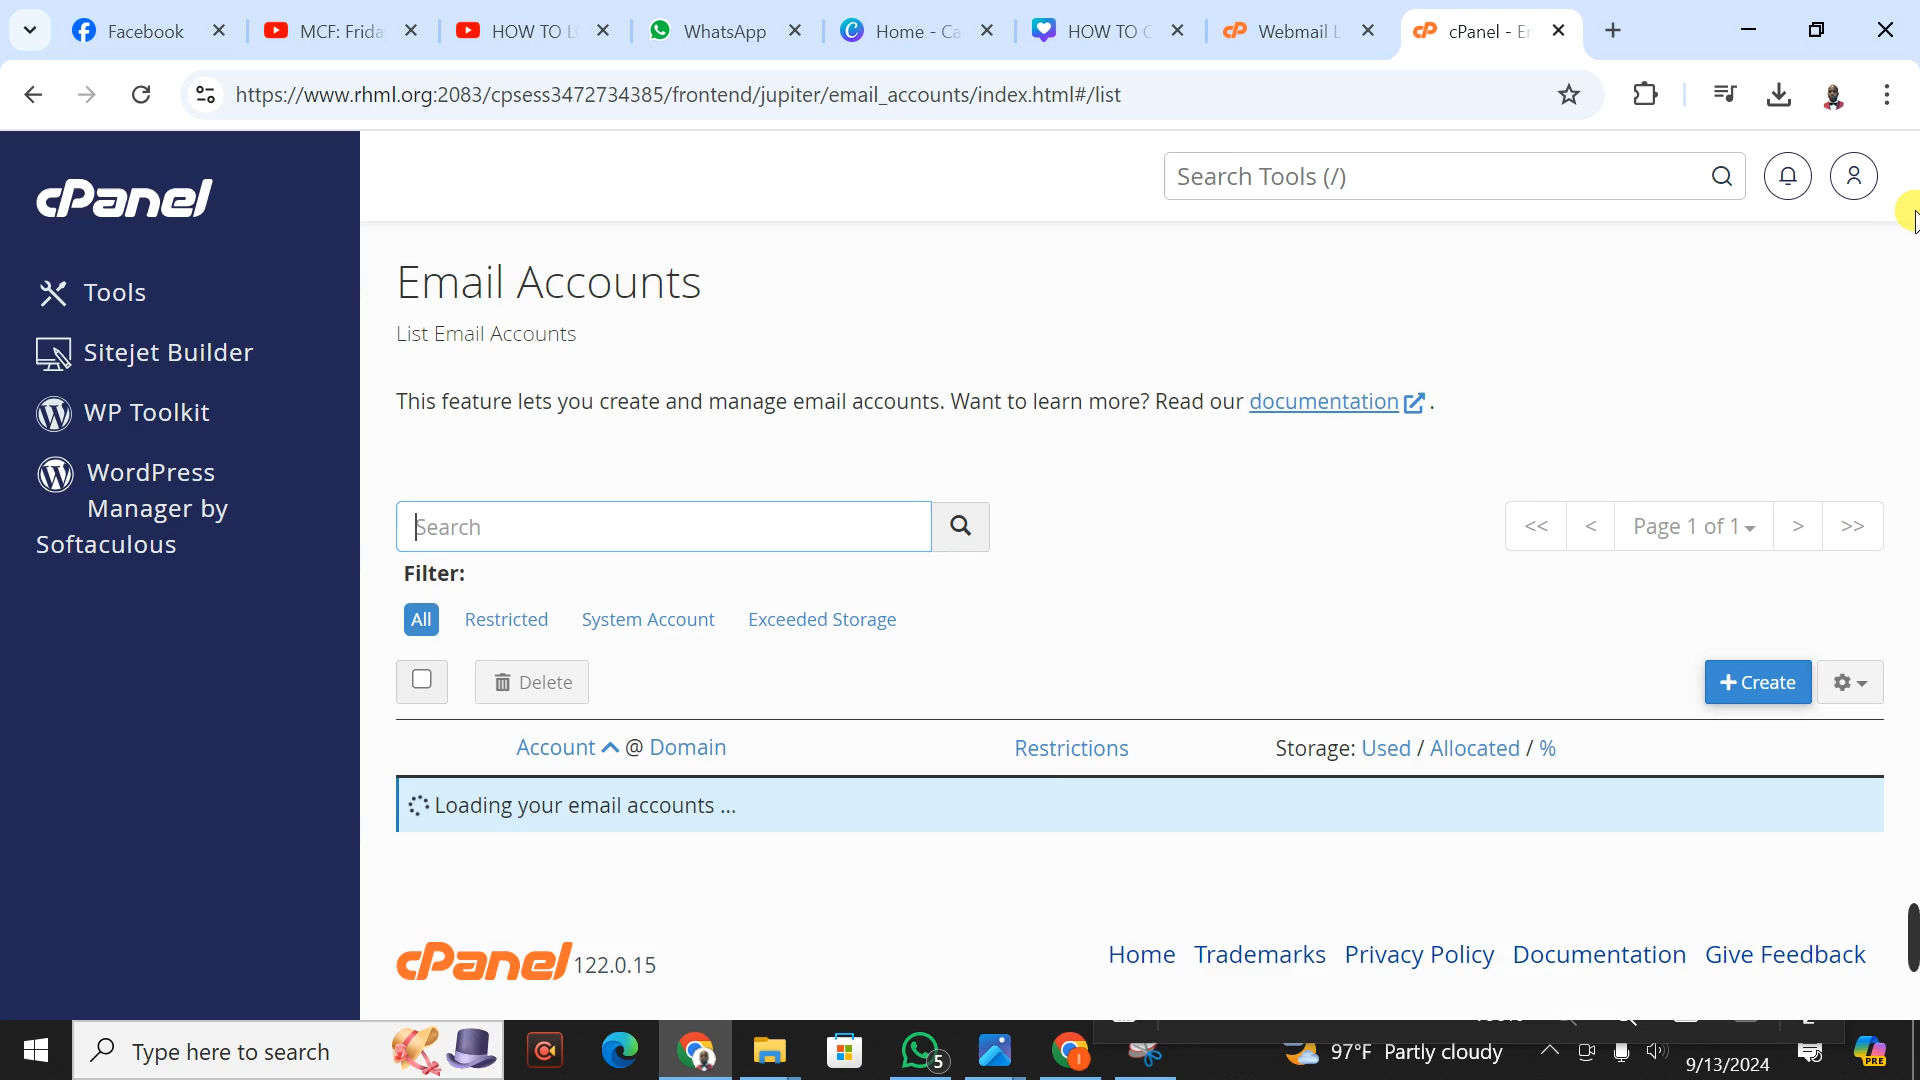 Facebook
MCF: Frida
HOW TO L
WhatsApp
Home - Ca
HOW TO C
Webmail L
cPanel - Em
https://www.rhml.org:2083/cpsess3472734385/frontend/jupiter/email_accounts/index.html#/list
cPanel
Search Tools (/)
Tools
Sitejet Builder
WP Toolkit
WordPress
Manager by
Softaculous
Email Accounts
List Email Accounts
This feature lets you create and manage email accounts. Want to learn more? Read our documentation .
Search
<< < Page 1 of 1 > >>
Filter:
All Restricted System Account Exceeded Storage
Delete
+ Create
Account @ Domain Restrictions Storage: Used / Allocated / %
Loading your email accounts ...
cPanel 122.0.15
Home Trademarks Privacy Policy Documentation Give Feedback
Type here to search
5
97°F Partly cloudy
9/13/2024
PRE